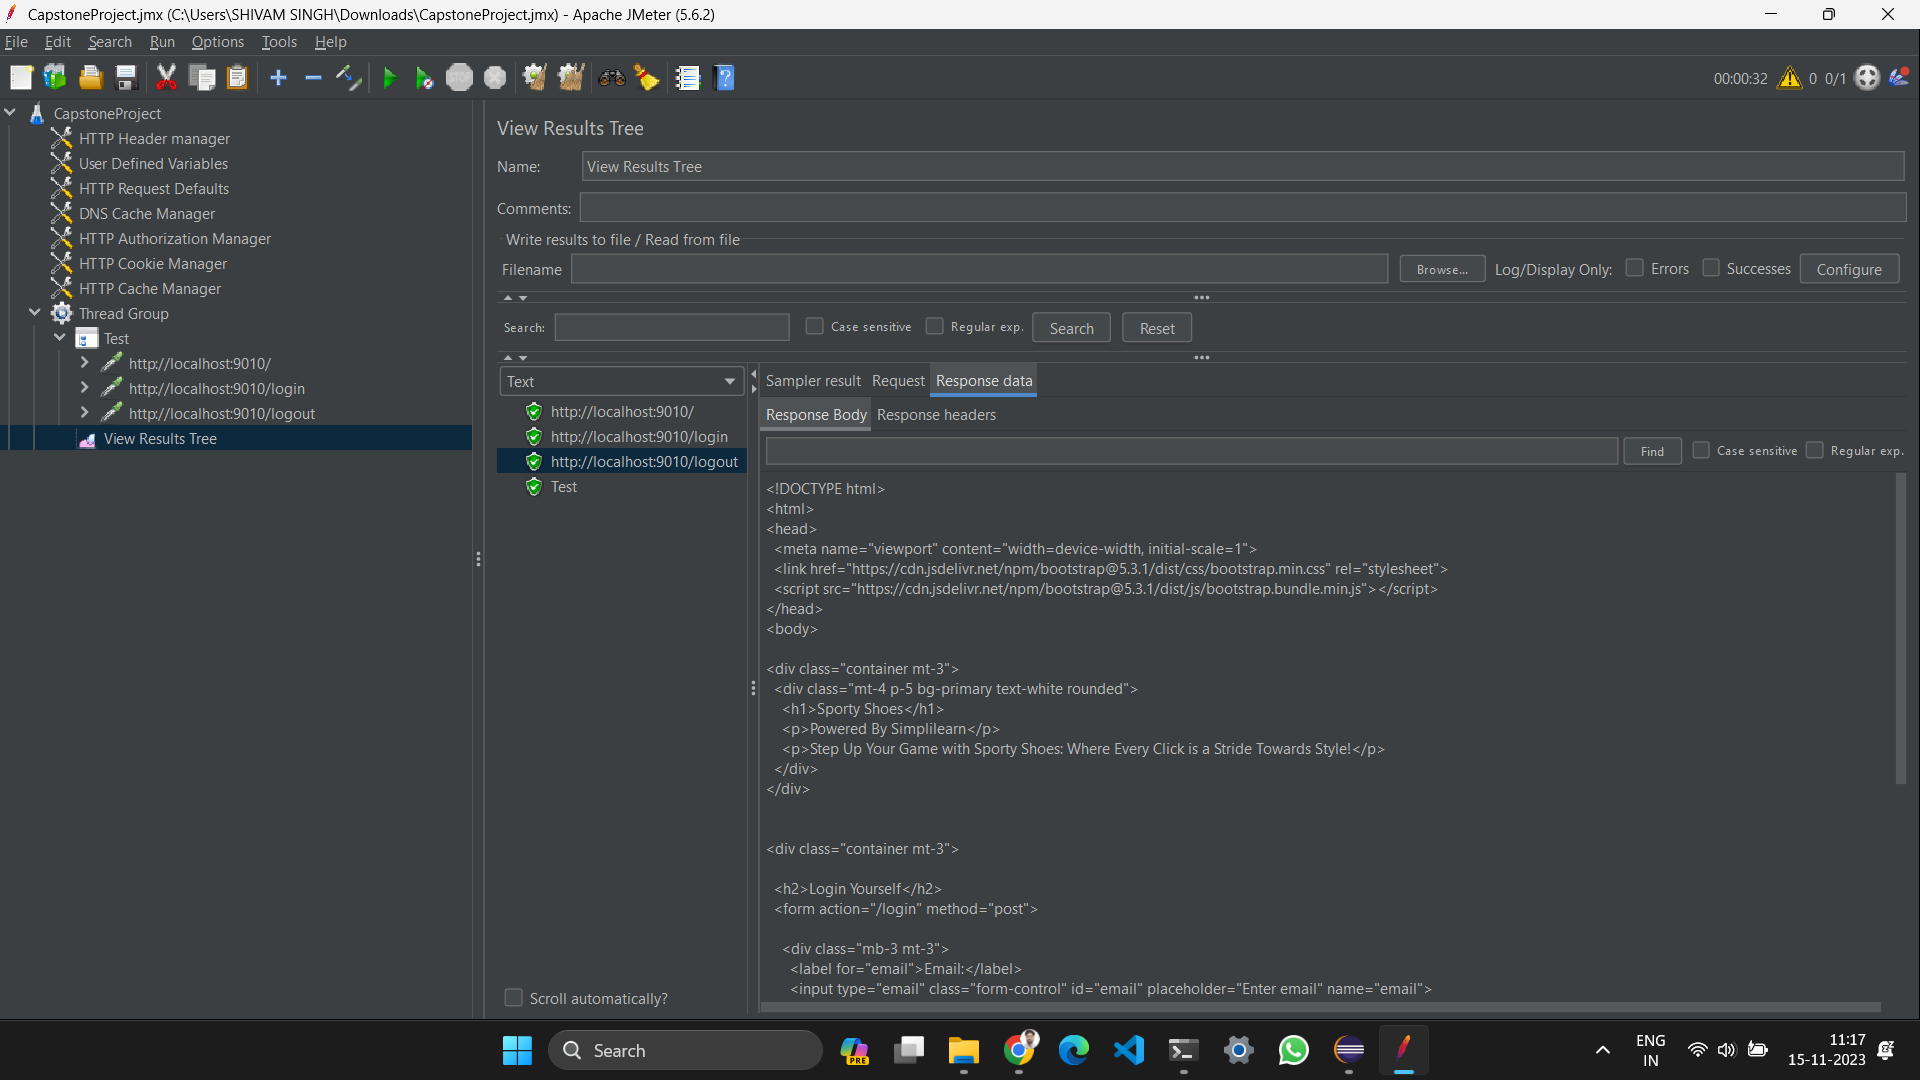 CapstoneProject.jmx (C:\Users\SHIVAM SINGH\Downloads\CapstoneProject.jmx) - Apache JMeter (5.6.2)
File Edit Search Run Options Tools Help
STOP
00:00:32 0 0/1
CapstoneProject
HTTP Header manager
User Defined Variables
HTTP Request Defaults
DNS Cache Manager
HTTP Authorization Manager
HTTP Cookie Manager
HTTP Cache Manager
Thread Group
Test
http://localhost:9010/
http://localhost:9010/login
http://localhost:9010/logout
View Results Tree
View Results Tree
Name: View Results Tree
Comments:
Write results to file / Read from file
Filename Browse... Log/Display Only: Errors Successes Configure
Search: Case sensitive Regular exp. Search Reset
Text
http://localhost:9010/
http://localhost:9010/login
http://localhost:9010/logout
Test
Scroll automatically?
Sampler result Request Response data
Response Body Response headers
Find Case sensitive Regular exp.
<!DOCTYPE html>
<html>
<head>
<meta name="viewport" content="width=device-width, initial-scale=1">
<link href="https://cdn.jsdelivr.net/npm/bootstrap@5.3.1/dist/css/bootstrap.min.css" rel="stylesheet">
<script src="https://cdn.jsdelivr.net/npm/bootstrap@5.3.1/dist/js/bootstrap.bundle.min.js"></script>
</head>
<body>
<div class="container mt-3">
<div class="mt-4 p-5 bg-primary text-white rounded">
<h1>Sporty Shoes</h1>
<p>Powered By Simplilearn</p>
<p>Step Up Your Game with Sporty Shoes: Where Every Click is a Stride Towards Style!</p>
</div>
</div>
<div class="container mt-3">
<h2>Login Yourself</h2>
<form action="/login" method="post">
<div class="mb-3 mt-3">
<label for="email">Email:</label>
<input type="email" class="form-control" id="email" placeholder="Enter email" name="email">
Search
PRE
ENG
IN
11:17
15-11-2023